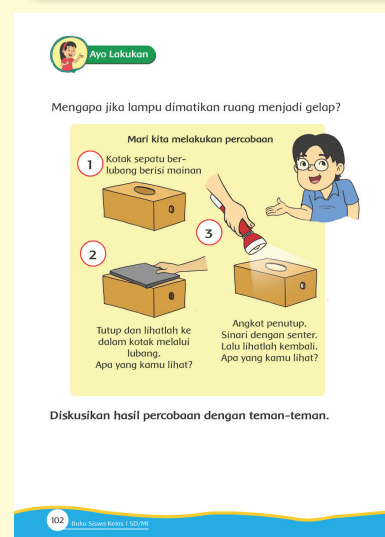 Ayo Lakukan
Mengapa jika lampu dimatikan ruang menjadi gelap?
Mari kita melakukan percobaan
1
Kotak sepatu ber-
lubang berisi mainan
2
Tutup dan lihatlah ke
dalam kotak melalui
lubang.
Apa yang kamu lihat?
3
Angkat penutup.
Sinari dengan senter.
Lalu lihatlah kembali.
Apa yang kamu lihat?
Diskusikan hasil percobaan dengan teman-teman.
102
Buku Siswa Kelas 1 SD/MI